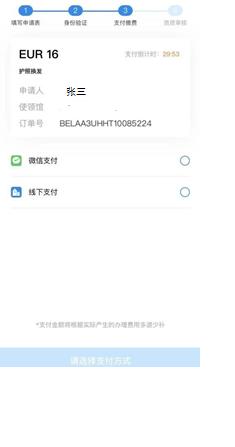 1 2 3 4
填写申请表 身份验证 支付缴费 资质审核
EUR 16 支付倒计时：29:53
护照换发
申请人 张三
使领馆
订单号 BELAA3UHHT10085224
微信支付
线下支付
*支付金额将根据实际产生的办理费用多退少补
请选择支付方式